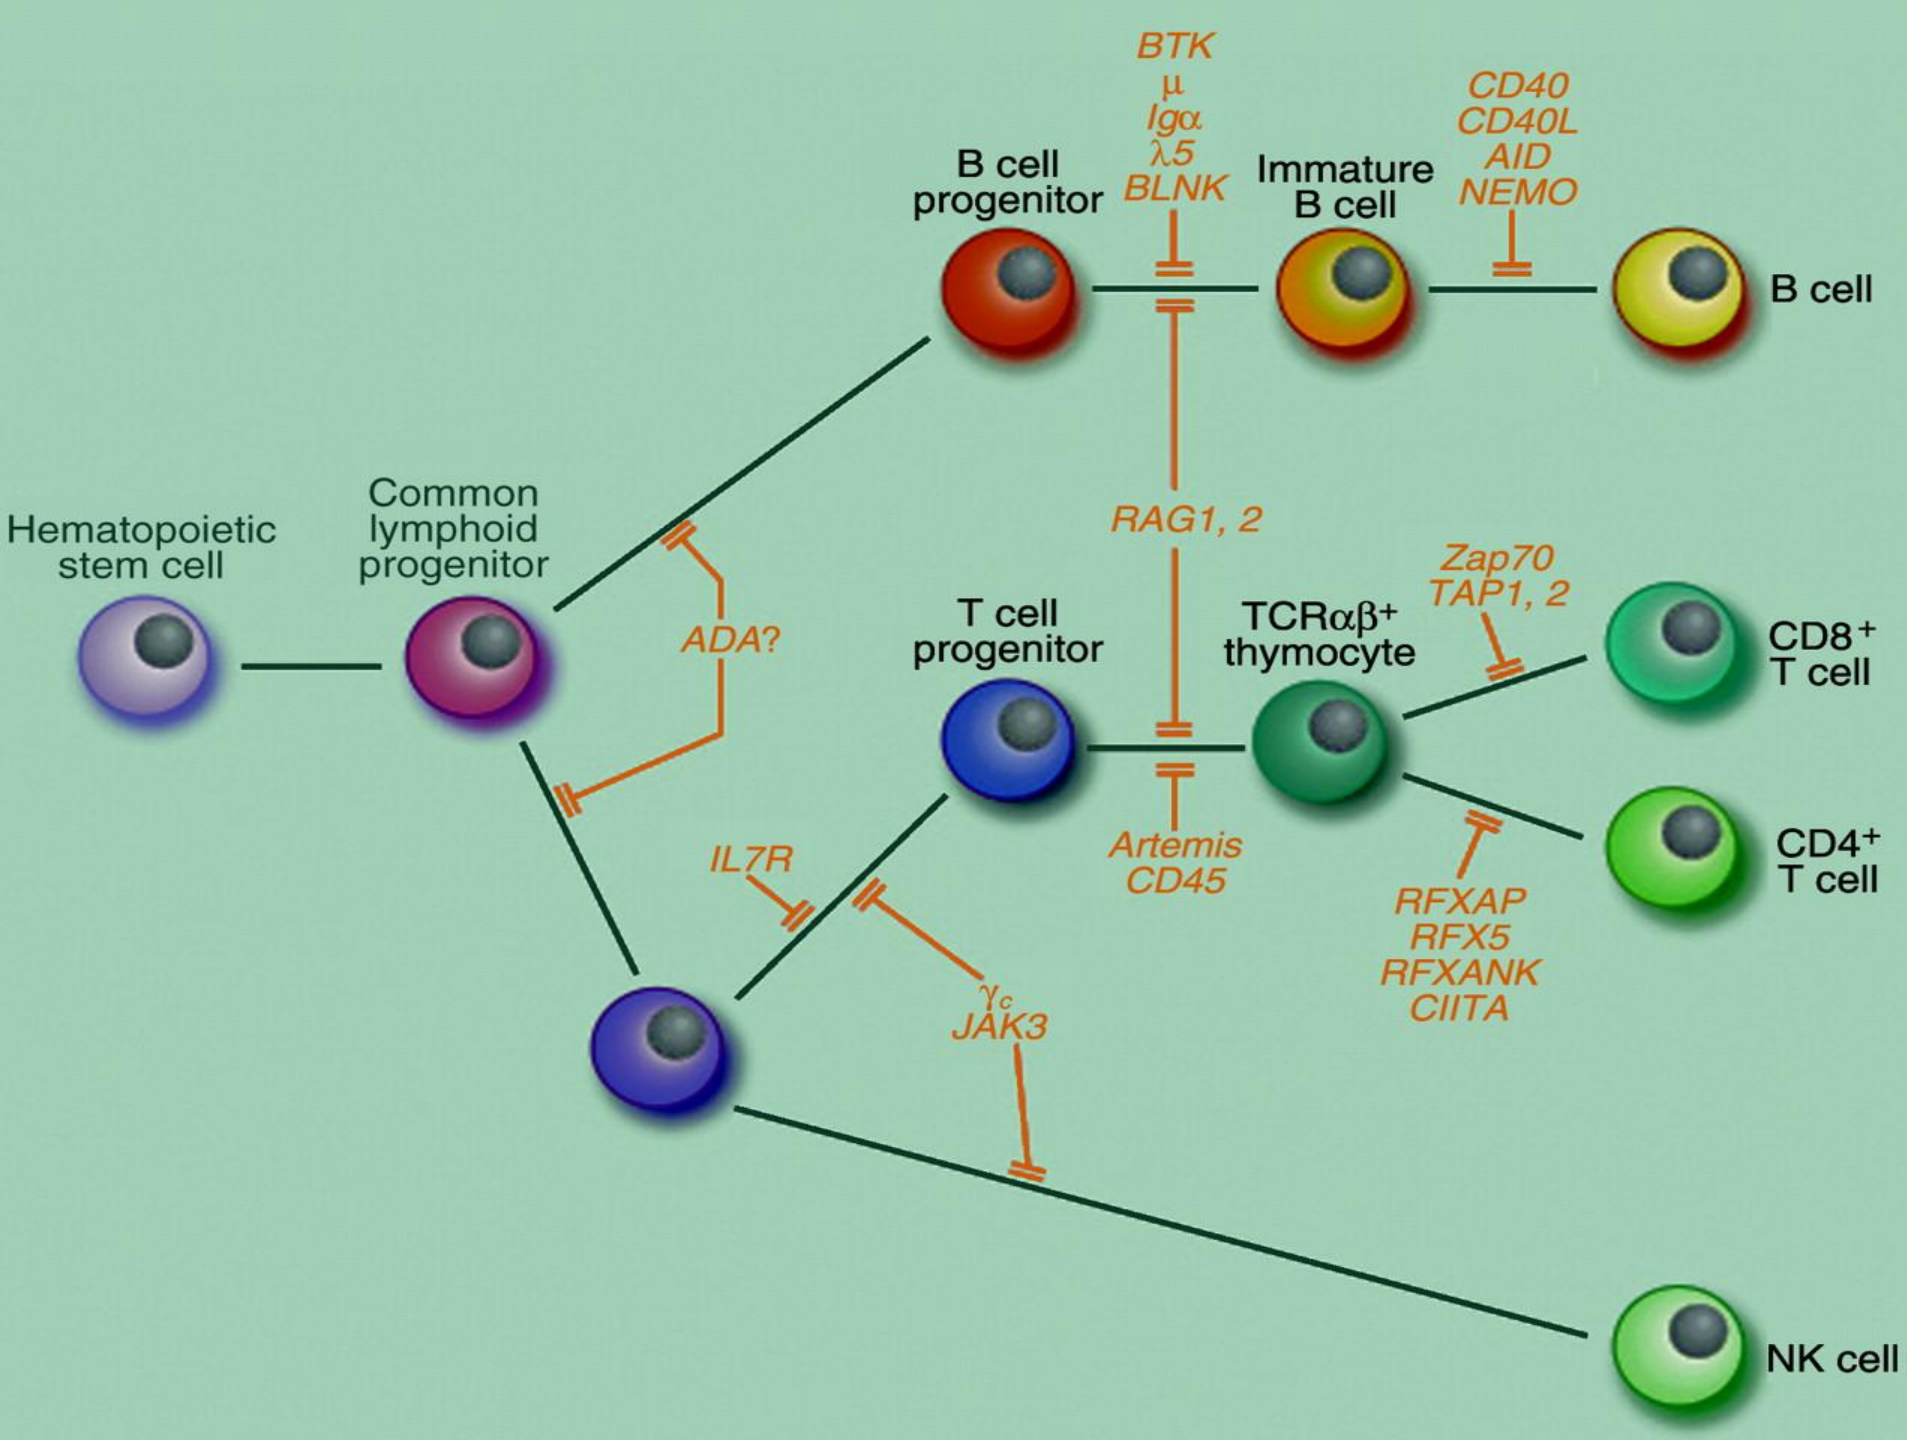 BTK
μ
Igα
λ5
BLNK
CD40
CD40L
AID
NEMO
B cell
progenitor
Immature
B cell
B cell
Hematopoietic
stem cell
Common
lymphoid
progenitor
ADA?
RAG1, 2
T cell
progenitor
TCRαβ+
thymocyte
Zap70
TAP1, 2
CD8+
T cell
IL7R
Artemis
CD45
CD4+
T cell
RFXAP
RFX5
RFXANK
CIITA
γc
JAK3
NK cell